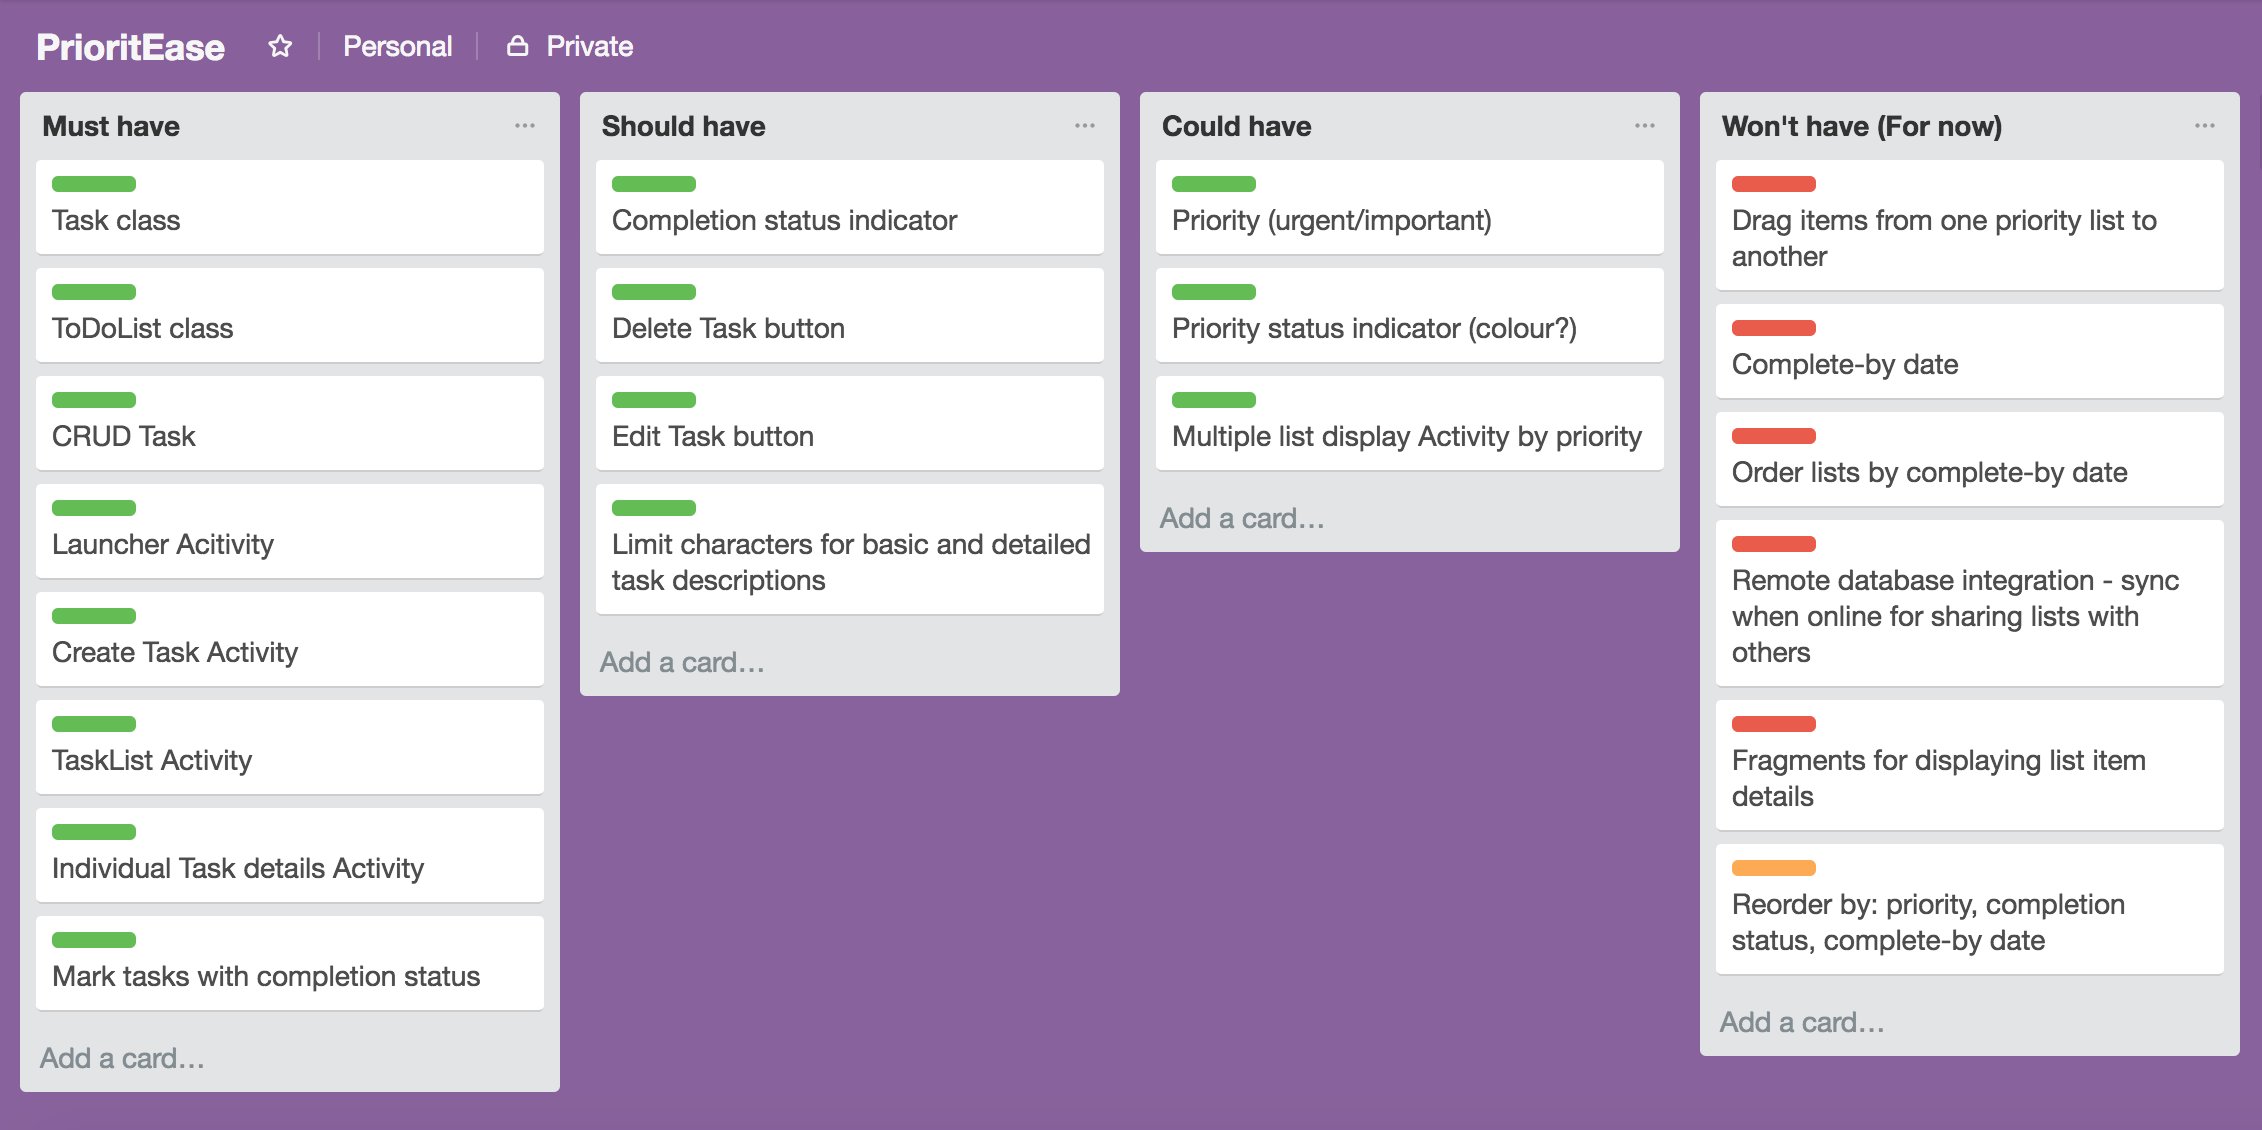 PrioritEase
Personal
Private
Must have
Task class
ToDoList class
CRUD Task
Launcher Acitivity
Create Task Activity
TaskList Activity
Individual Task details Activity
Mark tasks with completion status
Add a card…
Should have
Completion status indicator
Delete Task button
Edit Task button
Limit characters for basic and detailed
task descriptions
Add a card…
Could have
Priority (urgent/important)
Priority status indicator (colour?)
Multiple list display Activity by priority
Add a card…
Won't have (For now)
Drag items from one priority list to
another
Complete-by date
Order lists by complete-by date
Remote database integration - sync
when online for sharing lists with
others
Fragments for displaying list item
details
Reorder by: priority, completion
status, complete-by date
Add a card…